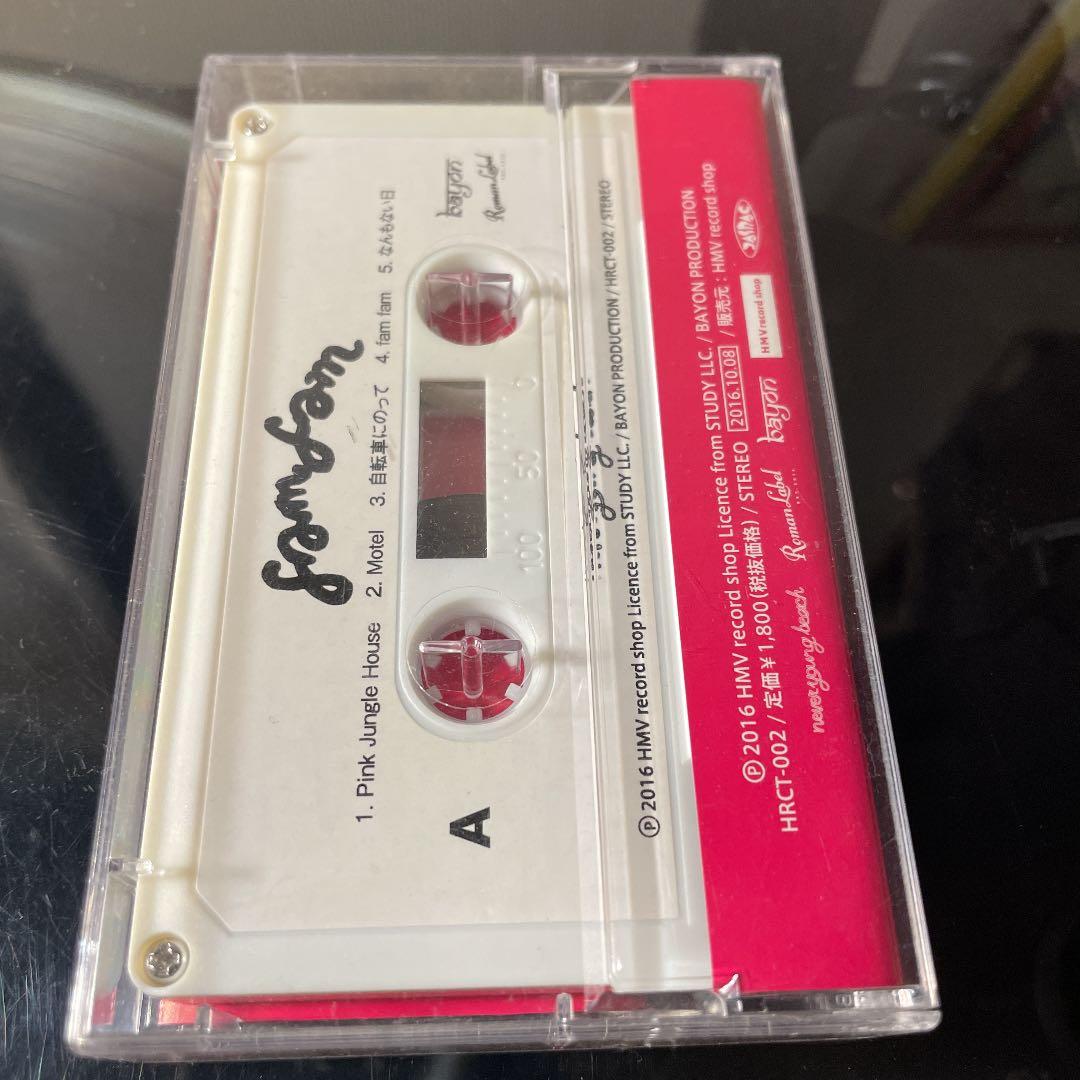 fam fam
1. Pink Jungle House 2. Motel 3. 自転車にのって 4. fam fam 5. なんもない日
bayon
Roman Label
A
100 50 0
Ⓟ2016 HMV record shop Licence from STUDY LLC. / BAYON PRODUCTION / HRCT-002 / STEREO
Ⓟ2016 HMV record shop Licence from STUDY LLC. / BAYON PRODUCTION
HRCT-002 / 定価¥1,800(税抜価格) / STEREO 2016.10.08 / 販売元:HMV record shop
never young beach Roman Label bayon HMV record shop JASRAC